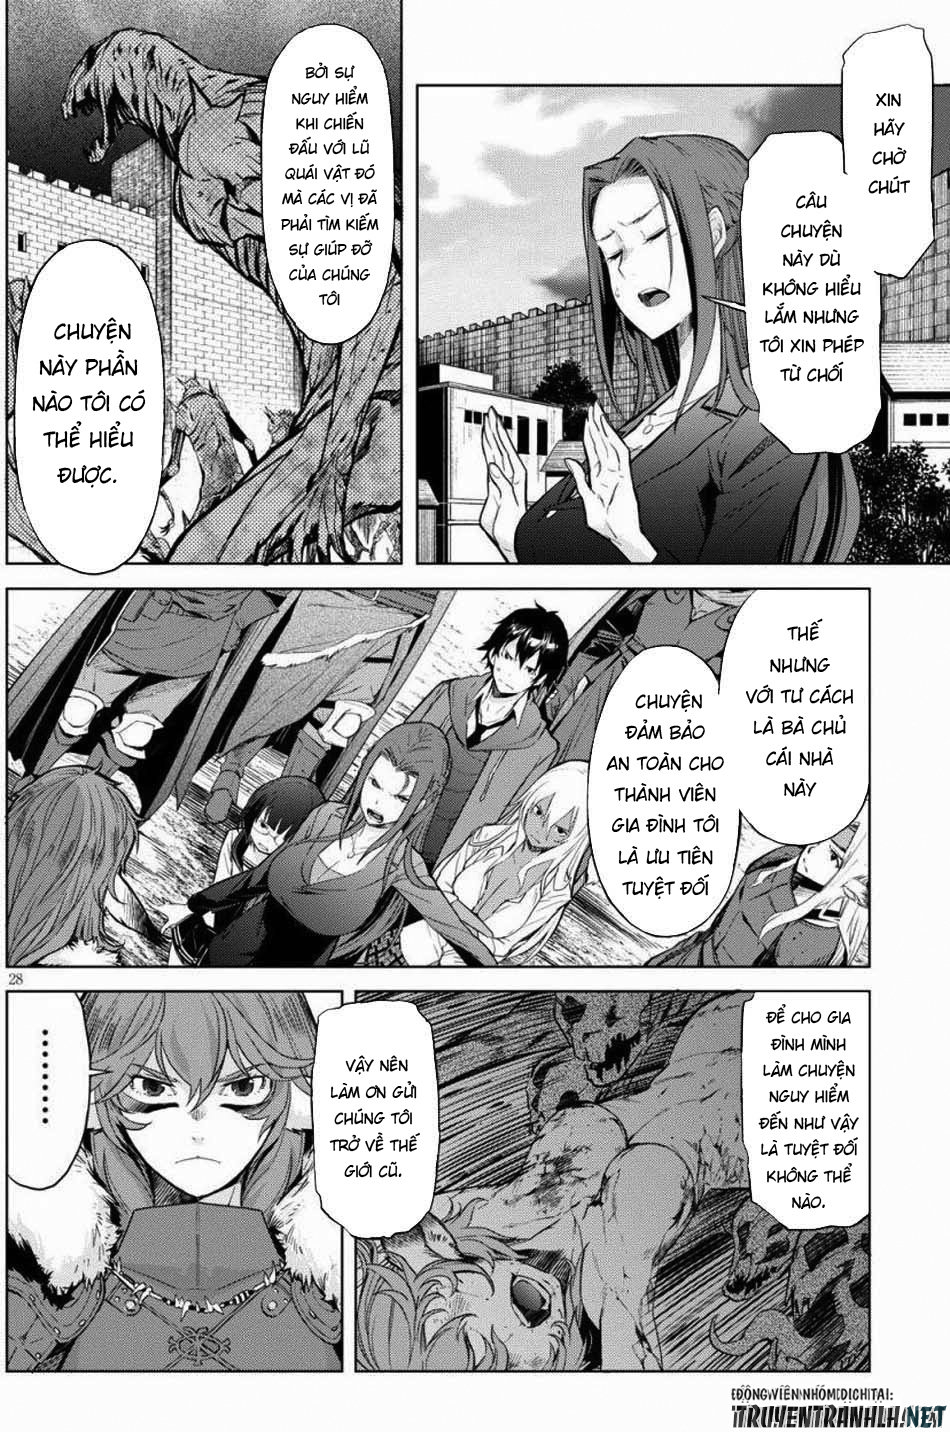 XIN
HÃY
CHỜ
CHÚT
CÂU
CHUYỆN
NÀY DÙ
KHÔNG HIỂU
LẮM NHƯNG
TÔI XIN PHÉP
TỪ CHỐI
BỞI SỰ
NGUY HIỂM
KHI CHIẾN
ĐẤU VỚI LŨ
QUÁI VẬT ĐÓ
MÀ CÁC VỊ ĐÃ
PHẢI TÌM KIẾM
SỰ GIÚP ĐỠ
CỦA CHÚNG
TÔI
CHUYỆN
NÀY PHẦN
NÀO TÔI CÓ
THỂ HIỂU
ĐƯỢC.
THẾ
NHƯNG
VỚI TƯ CÁCH
LÀ BÀ CHỦ
CÁI NHÀ
NÀY
CHUYỆN
ĐẢM BẢO
AN TOÀN CHO
THÀNH VIÊN
GIA ĐÌNH TÔI
LÀ ƯU TIÊN
TUYỆT ĐỐI
28
ĐỂ CHO GIA
ĐÌNH MÌNH
LÀM CHUYỆN
NGUY HIỂM
ĐẾN NHƯ VẬY
LÀ TUYỆT ĐỐI
KHÔNG THỂ
NÀO.
VẬY NÊN
LÀM ƠN GỬI
CHÚNG TÔI
TRỞ VỀ THẾ
GIỚI CŨ.
.........
ĐỘNG VIÊN NHÓM DỊCH TẠI:
TRUYENTRANHLH.NET